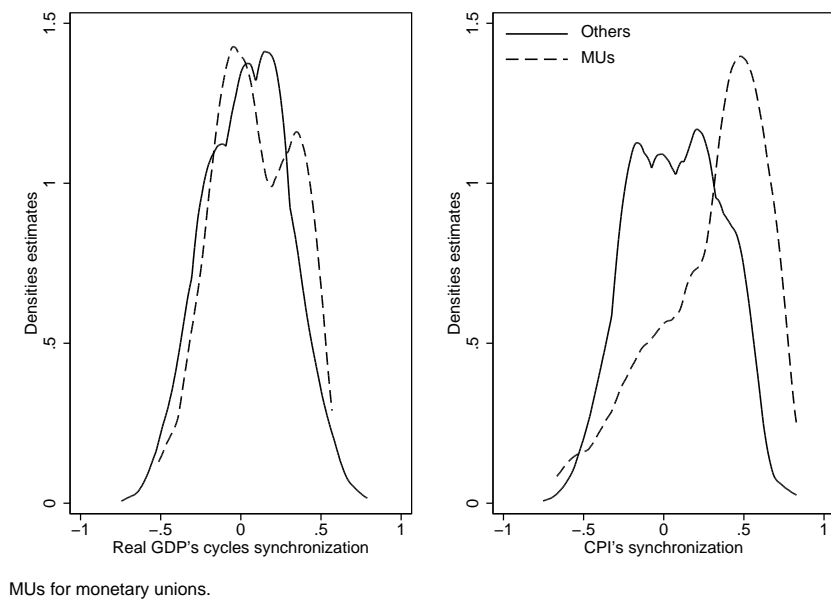 0
.5
1
1.5
Densities estimates
−1
−.5
0
.5
1
Real GDP's cycles synchronization
0
.5
1
1.5
Densities estimates
−1
−.5
0
.5
1
CPI's synchronization
Others
MUs
MUs for monetary unions.